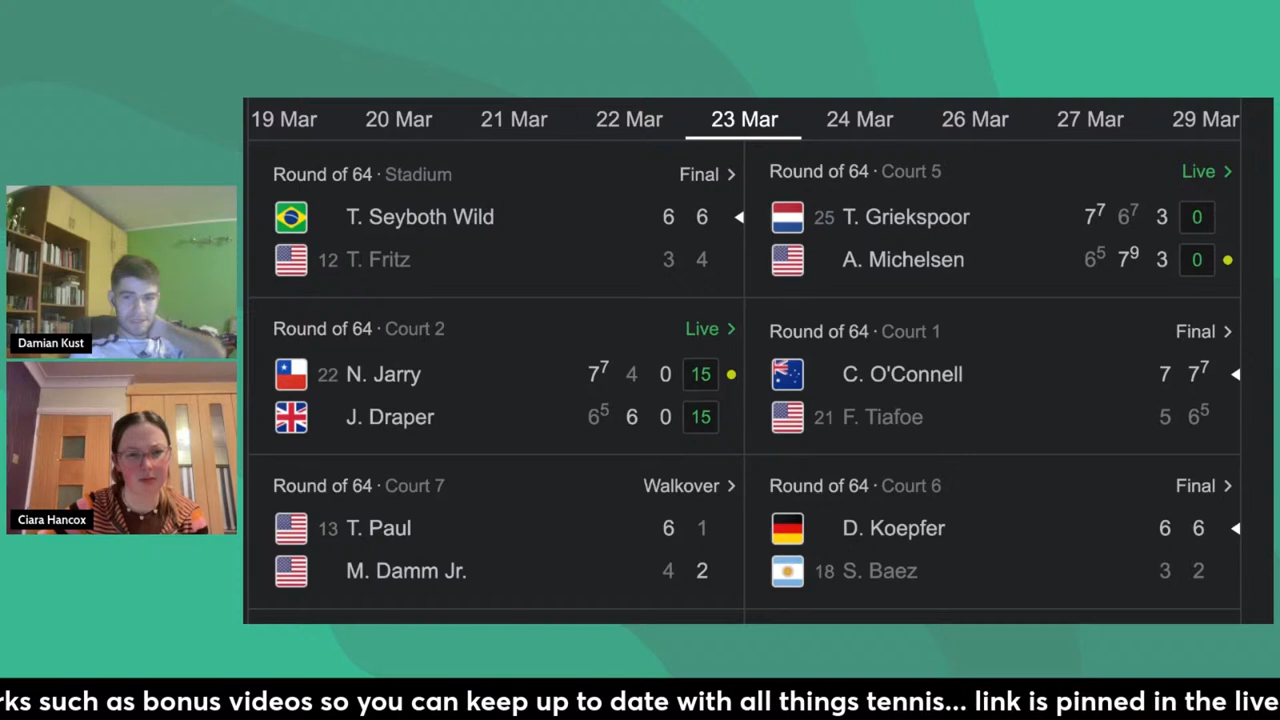 19 Mar 20 Mar 21 Mar 22 Mar 23 Mar 24 Mar 26 Mar 27 Mar 29 Mar
Round of 64 · Stadium Final >
T. Seyboth Wild 6 6
12 T. Fritz 3 4
Round of 64 · Court 5 Live >
25 T. Griekspoor 7⁷ 6⁷ 3 0
A. Michelsen 6⁵ 7⁹ 3 0
Round of 64 · Court 2 Live >
22 N. Jarry 7⁷ 4 0 15
J. Draper 6⁵ 6 0 15
Round of 64 · Court 1 Final >
C. O'Connell 7 7⁷
21 F. Tiafoe 5 6⁵
Round of 64 · Court 7 Walkover >
13 T. Paul 6 1
M. Damm Jr. 4 2
Round of 64 · Court 6 Final >
D. Koepfer 6 6
18 S. Baez 3 2
Damian Kust
Ciara Hancox
rks such as bonus videos so you can keep up to date with all things tennis... link is pinned in the live